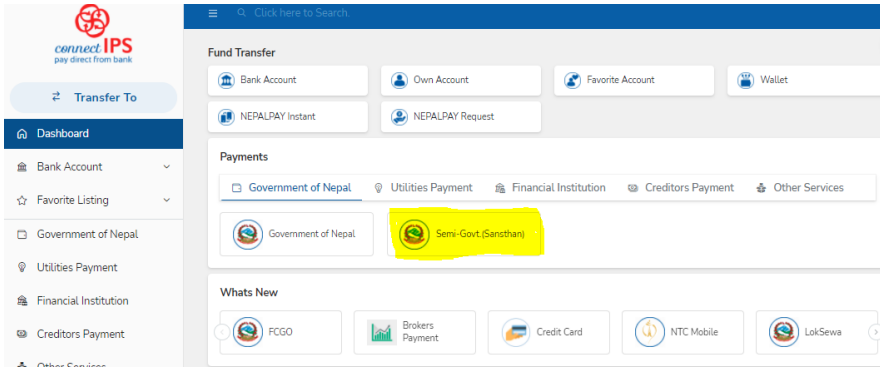 connectIPS
pay direct from bank
Transfer To
Dashboard
Bank Account
Favorite Listing
Government of Nepal
Utilities Payment
Financial Institution
Creditors Payment
Other Services
Click here to Search.
Fund Transfer
Bank Account
Own Account
Favorite Account
Wallet
NEPALPAY Instant
NEPALPAY Request
Payments
Government of Nepal
Utilities Payment
Financial Institution
Creditors Payment
Other Services
Government of Nepal
Semi-Govt.(Sansthan)
Whats New
FCGO
Brokers
Payment
Credit Card
NTC Mobile
LokSewa